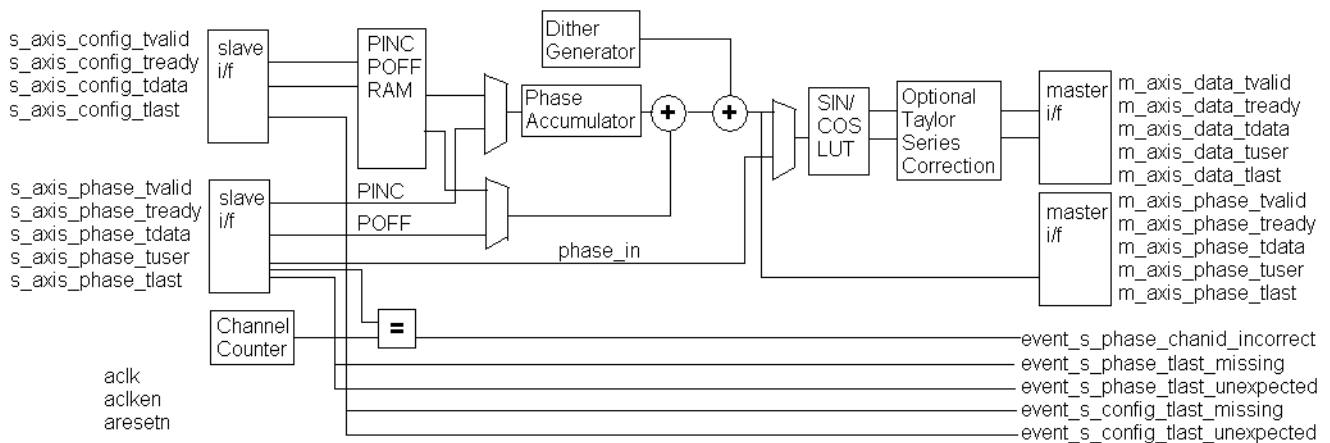 s_axis_config_tvalid
s_axis_config_tready
s_axis_config_tdata
s_axis_config_tlast
slave
i/f
PINC
POFF
RAM
Dither
Generator
Phase
Accumulator
+
+
SIN/
COS
LUT
Optional
Taylor
Series
Correction
master
i/f
m_axis_data_tvalid
m_axis_data_tready
m_axis_data_tdata
m_axis_data_tuser
m_axis_data_tlast
s_axis_phase_tvalid
s_axis_phase_tready
s_axis_phase_tdata
s_axis_phase_tuser
s_axis_phase_tlast
slave
i/f
PINC
POFF
phase_in
master
i/f
m_axis_phase_tvalid
m_axis_phase_tready
m_axis_phase_tdata
m_axis_phase_tuser
m_axis_phase_tlast
Channel
Counter
=
event_s_phase_chanid_incorrect
event_s_phase_tlast_missing
event_s_phase_tlast_unexpected
event_s_config_tlast_missing
event_s_config_tlast_unexpected
aclk
aclken
aresetn